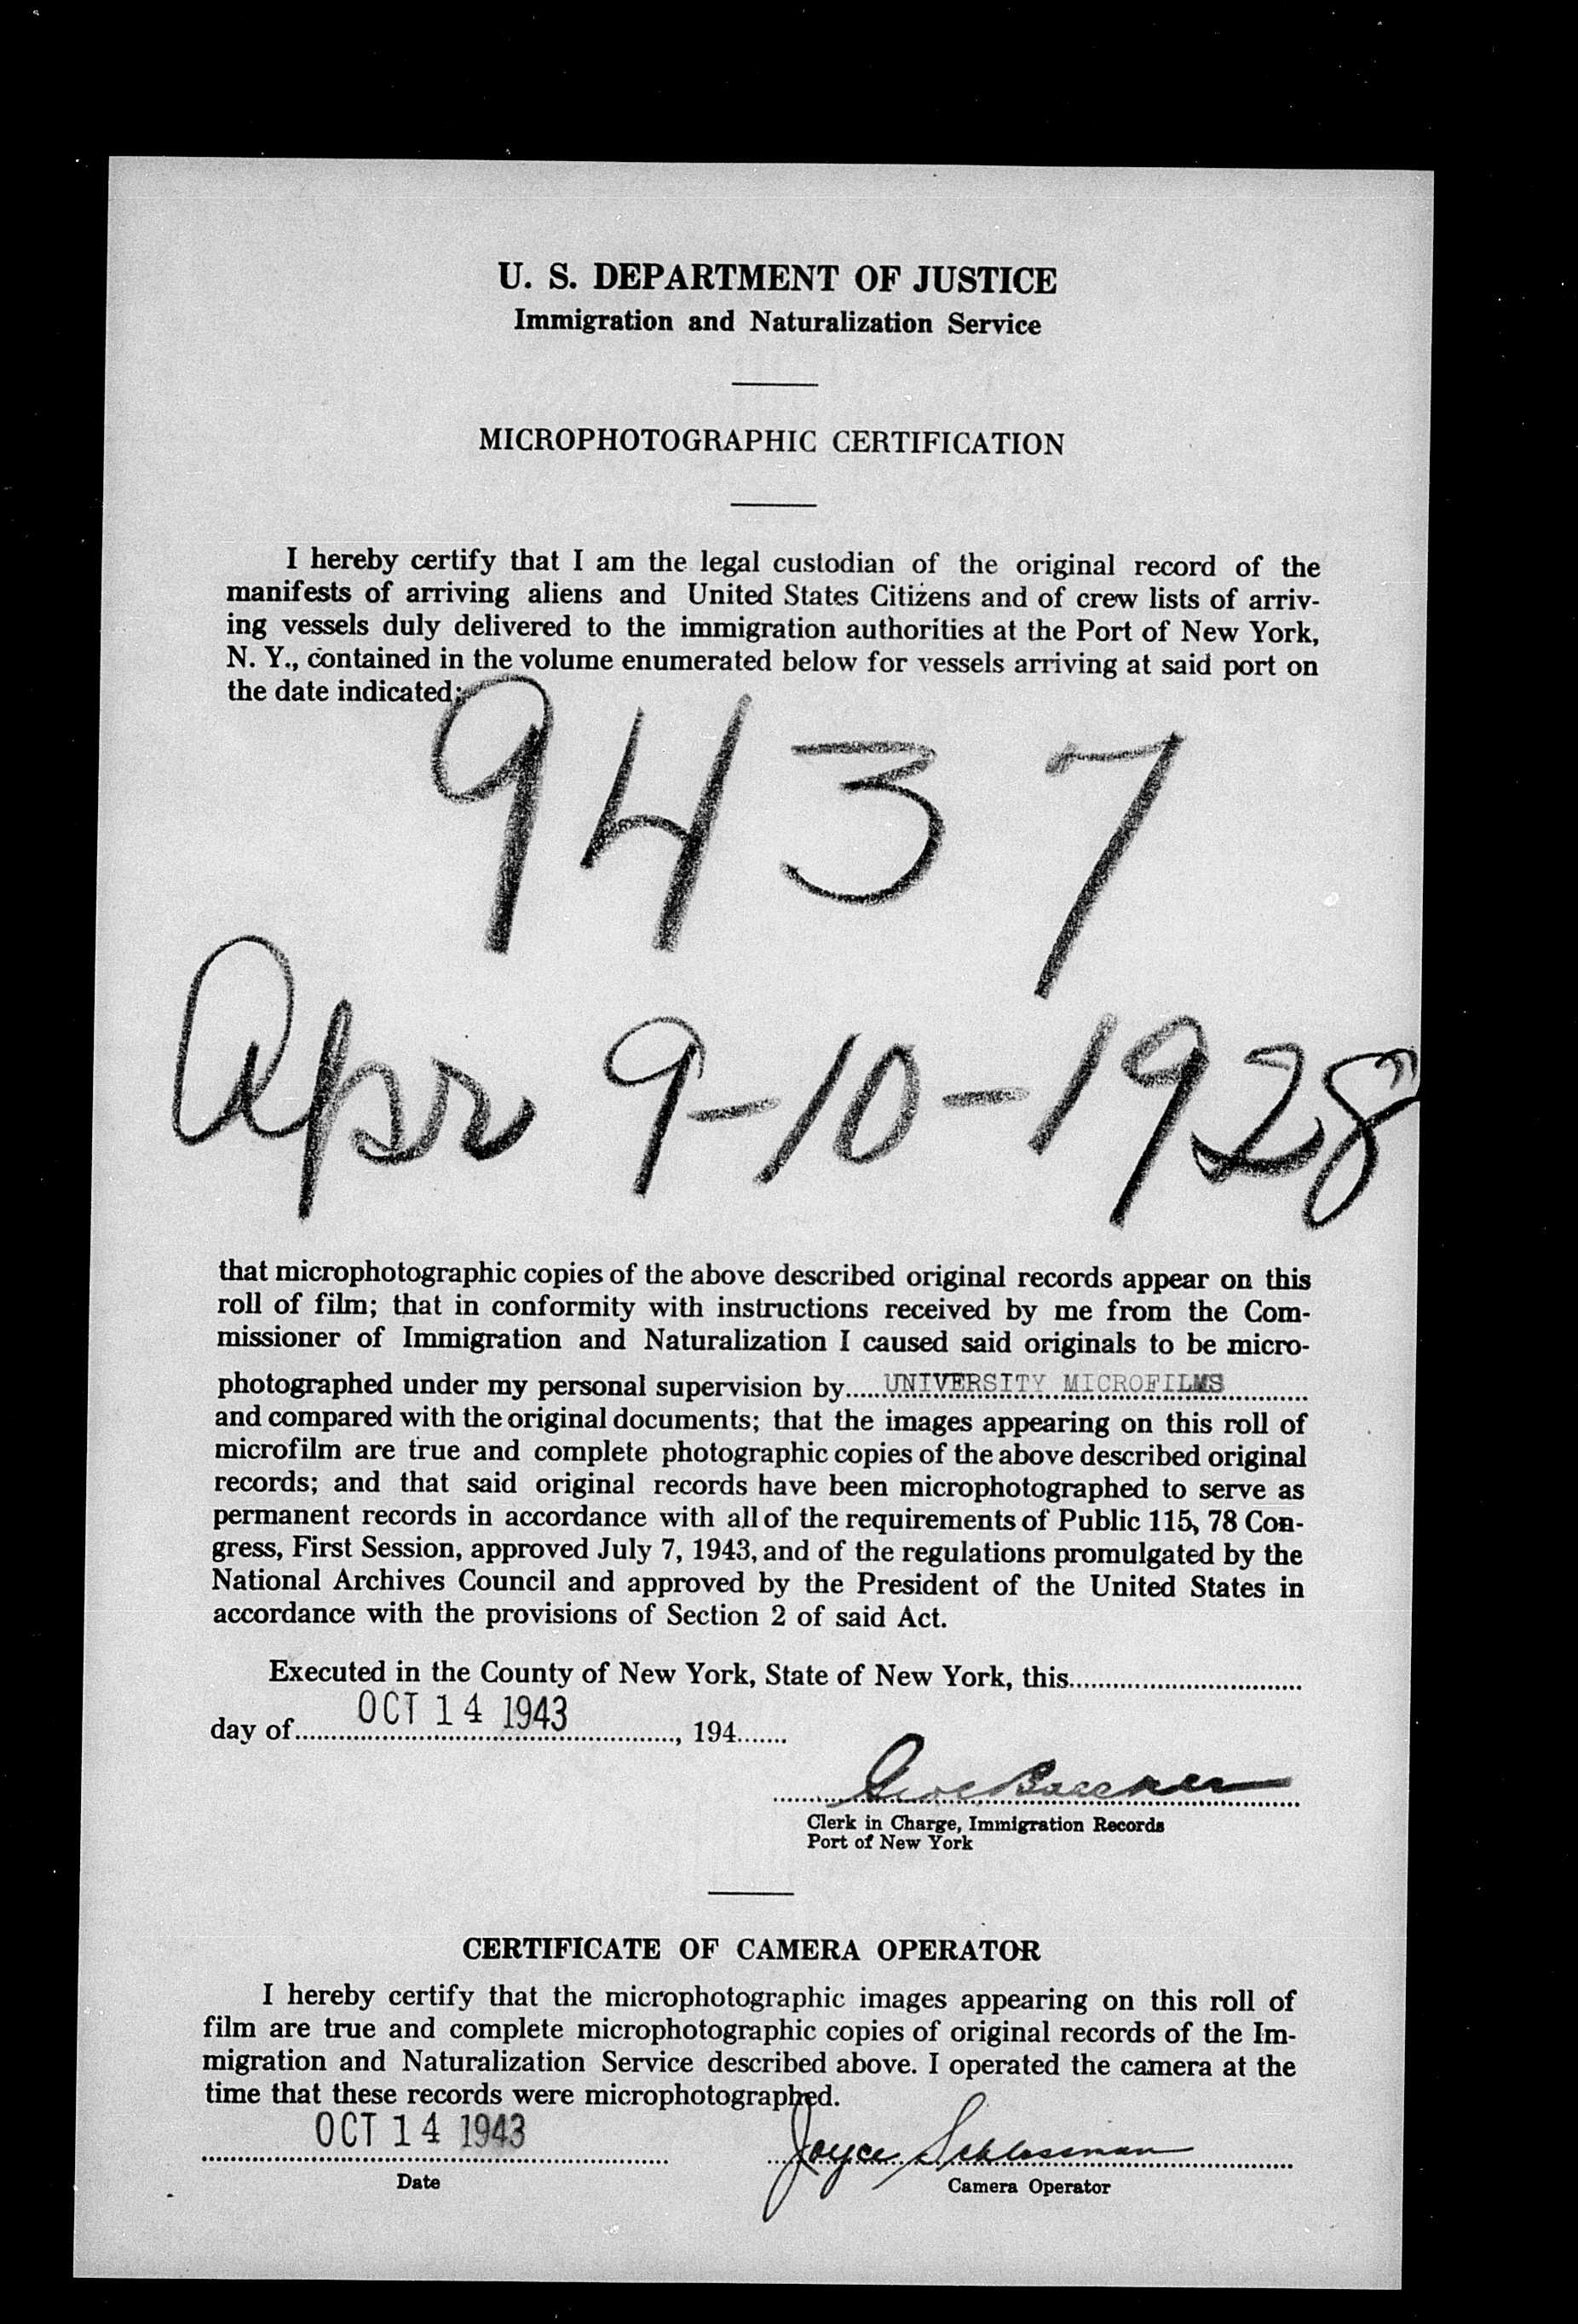 U. S. DEPARTMENT OF JUSTICE
Immigration and Naturalization Service
MICROPHOTOGRAPHIC CERTIFICATION
I hereby certify that I am the legal custodian of the original record of the
manifests of arriving aliens and United States Citizens and of crew lists of arriv-
ing vessels duly delivered to the immigration authorities at the Port of New York,
N. Y., contained in the volume enumerated below for vessels arriving at said port on
the date indicated:
9437
Apr 9-10-1928
that microphotographic copies of the above described original records appear on this
roll of film; that in conformity with instructions received by me from the Com-
missioner of Immigration and Naturalization I caused said originals to be micro-
photographed under my personal supervision by......UNIVERSITY MICROFILMS............
and compared with the original documents; that the images appearing on this roll of
microfilm are true and complete photographic copies of the above described original
records; and that said original records have been microphotographed to serve as
permanent records in accordance with all of the requirements of Public 115, 78 Con-
gress, First Session, approved July 7, 1943, and of the regulations promulgated by the
National Archives Council and approved by the President of the United States in
accordance with the provisions of Section 2 of said Act.
Executed in the County of New York, State of New York, this................................
day of......OCT 14 1943..............., 194.......
Clerk in Charge, Immigration Records
Port of New York
CERTIFICATE OF CAMERA OPERATOR
I hereby certify that the microphotographic images appearing on this roll of
film are true and complete microphotographic copies of original records of the Im-
migration and Naturalization Service described above. I operated the camera at the
time that these records were microphotographed.
OCT 14 1943 Joyce Schlossman
Date Camera Operator